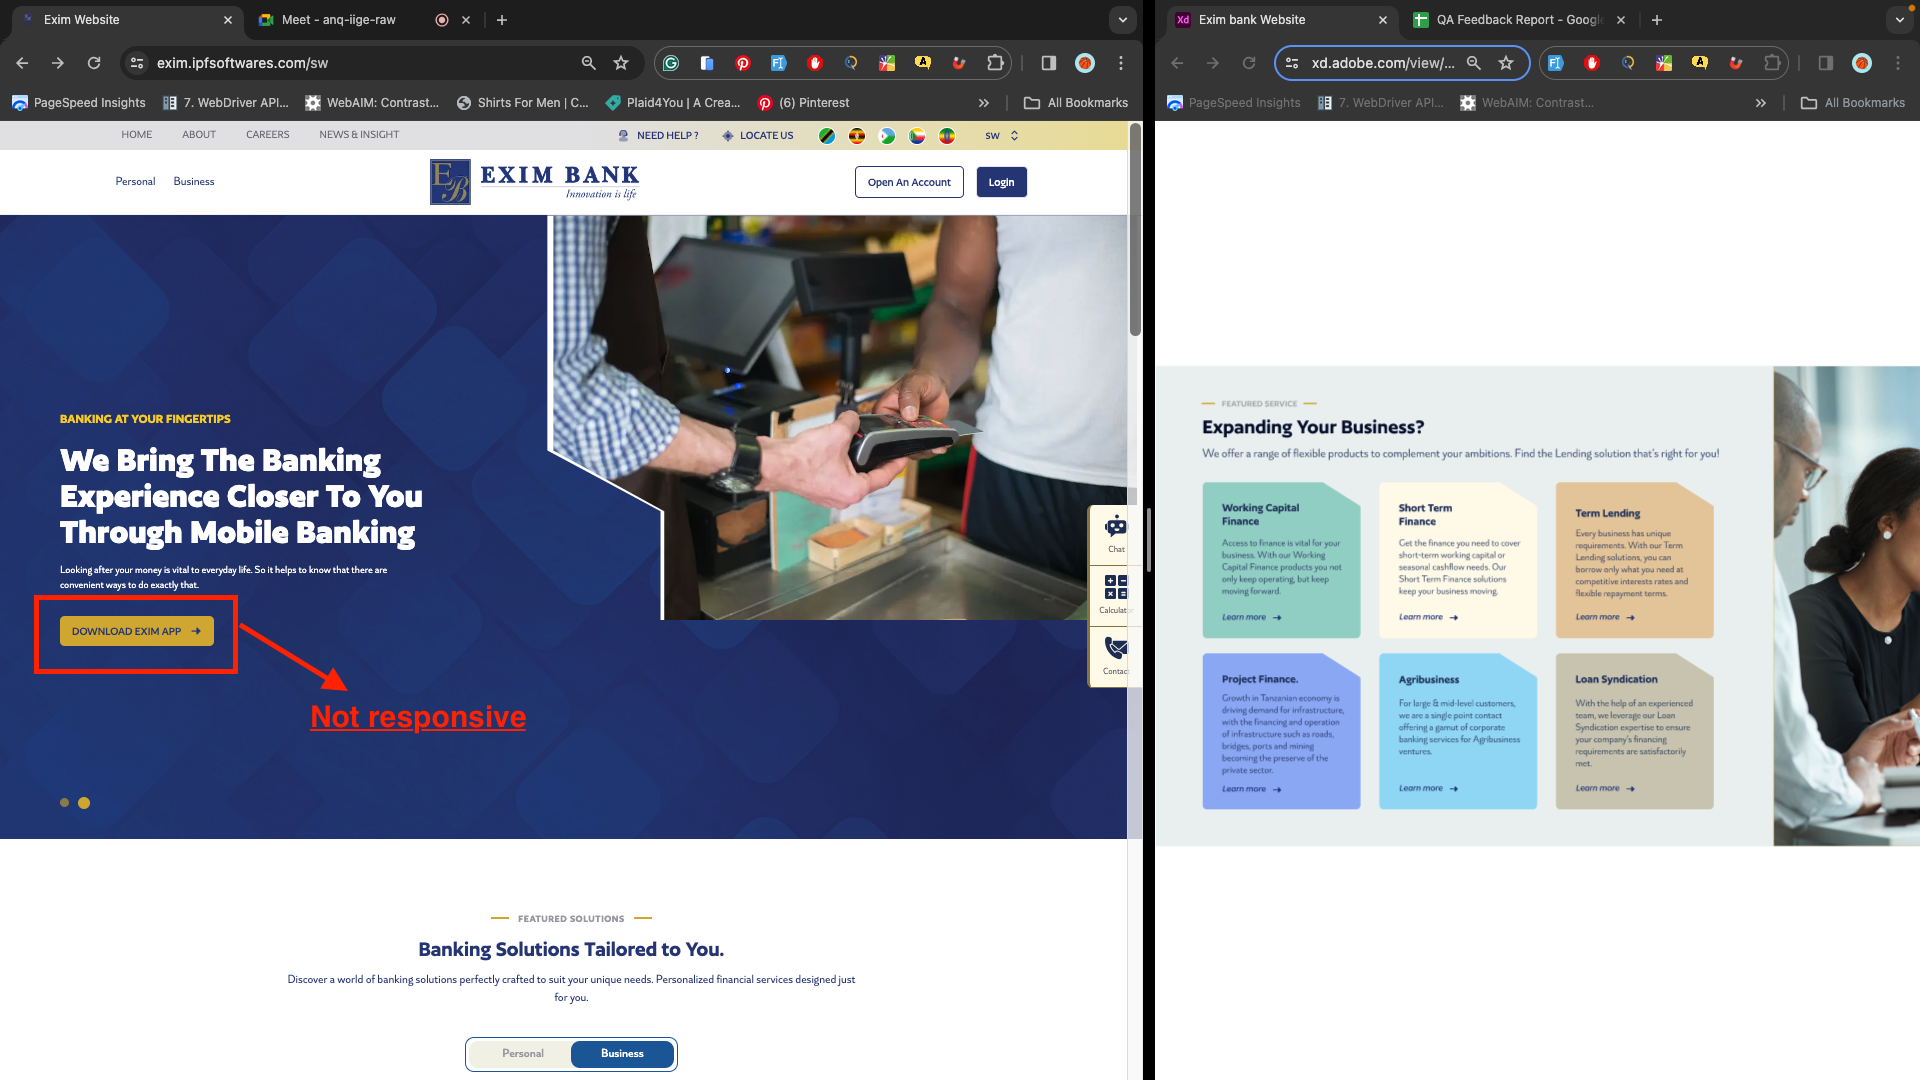 Exim Website
Meet - anq-iige-raw
exim.ipfsoftwares.com/sw
PageSpeed Insights
7. WebDriver API...
WebAIM: Contrast...
Shirts For Men | C...
Plaid4You | A Crea...
(6) Pinterest
All Bookmarks
HOME
ABOUT
CAREERS
NEWS & INSIGHT
NEED HELP ?
LOCATE US
SW
Personal
Business
EB
EXIM BANK
Innovation is life
Open An Account
Login
BANKING AT YOUR FINGERTIPS
We Bring The Banking
Experience Closer To You
Through Mobile Banking
Looking after your money is vital to everyday life. So it helps to know that there are
convenient ways to do exactly that.
DOWNLOAD EXIM APP
Not responsive
Chat
Calculator
Contact
FEATURED SOLUTIONS
Banking Solutions Tailored to You.
Discover a world of banking solutions perfectly crafted to suit your unique needs. Personalized financial services designed just
for you.
Personal
Business
Xd
Exim bank Website
QA Feedback Report - Google
xd.adobe.com/view/...
PageSpeed Insights
7. WebDriver API...
WebAIM: Contrast...
All Bookmarks
FEATURED SERVICE
Expanding Your Business?
We offer a range of flexible products to complement your ambitions. Find the Lending solution that's right for you!
Working Capital
Finance
Access to finance is vital for your
business. With our Working
Capital Finance products you not
only keep operating, but keep
moving forward.
Learn more
Short Term
Finance
Get the finance you need to cover
short-term working capital or
seasonal cashflow needs. Our
Short Term Finance solutions
keep your business moving.
Learn more
Term Lending
Every business has unique
requirements. With our Term
Lending solutions, you can
borrow only what you need at
competitive interests rates and
flexible repayment terms.
Learn more
Project Finance.
Growth in Tanzanian economy is
driving demand for infrastructure,
with the financing and operation
of infrastructure such as roads,
bridges, ports and mining
becoming the preserve of the
private sector.
Learn more
Agribusiness
For large & mid-level customers,
we are a single point contact
offering a gamut of corporate
banking services for Agribusiness
ventures.
Learn more
Loan Syndication
With the help of an experienced
team, we leverage our Loan
Syndication expertise to ensure
your company's financing
requirements are satisfactorily
met.
Learn more